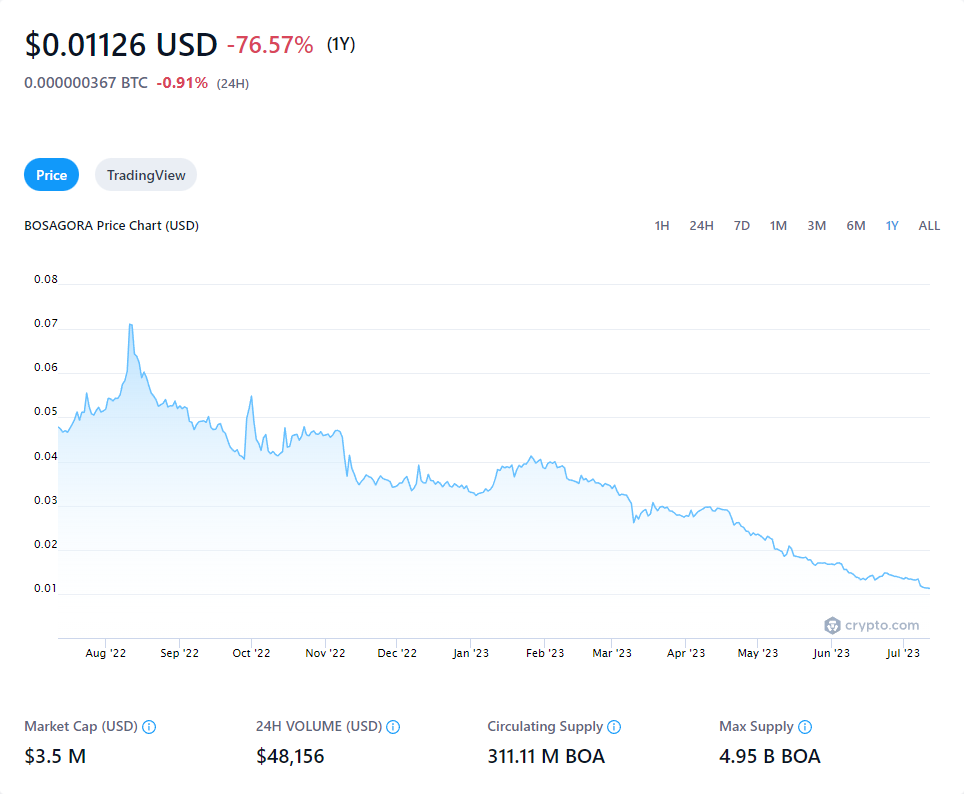 $0.01126 USD -76.57% (1Y)
0.000000367 BTC -0.91% (24H)
Price TradingView
BOSAGORA Price Chart (USD) 1H 24H 7D 1M 3M 6M 1Y ALL
0.08
0.07
0.06
0.05
0.04
0.03
0.02
0.01
crypto.com
Aug '22 Sep '22 Oct '22 Nov '22 Dec '22 Jan '23 Feb '23 Mar '23 Apr '23 May '23 Jun '23 Jul '23
Market Cap (USD) 24H VOLUME (USD) Circulating Supply Max Supply
$3.5 M $48,156 311.11 M BOA 4.95 B BOA